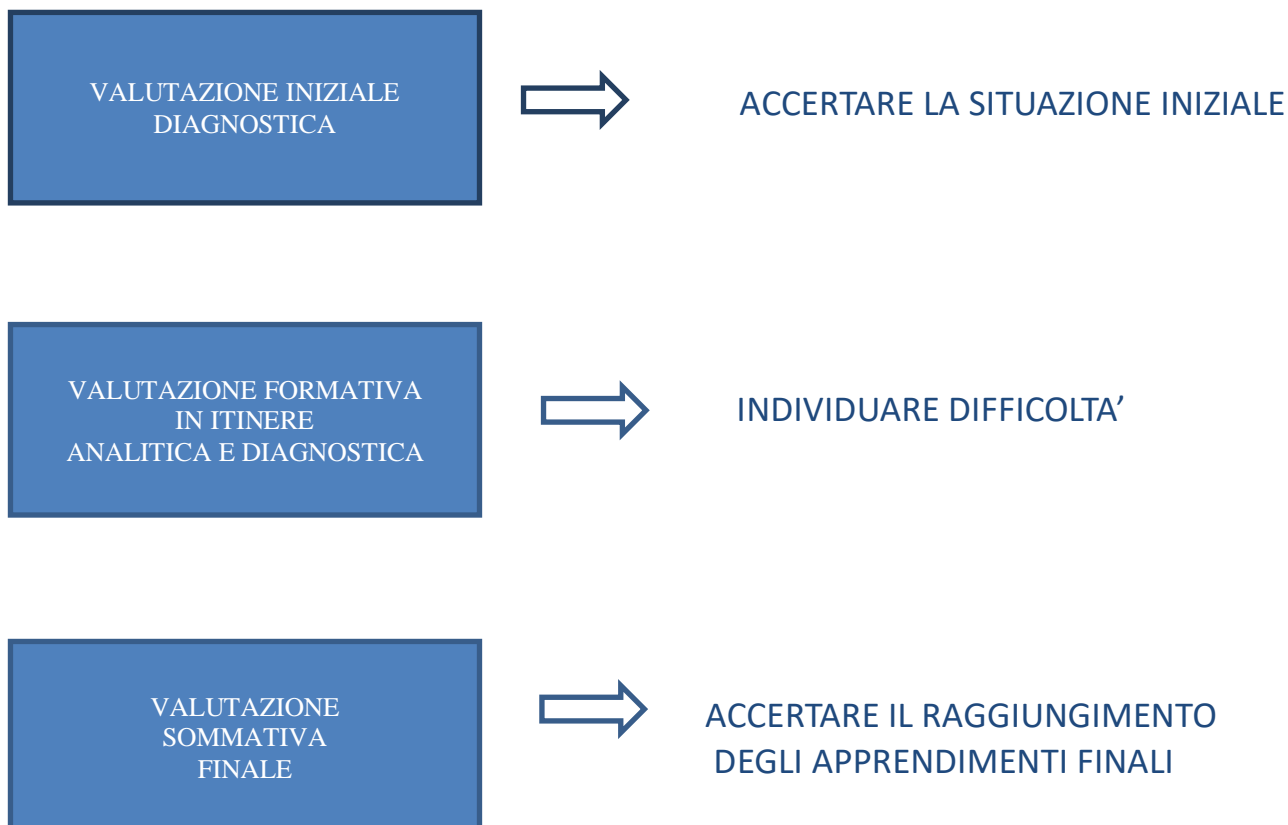 VALUTAZIONE INIZIALE
DIAGNOSTICA
ACCERTARE LA SITUAZIONE INIZIALE
VALUTAZIONE FORMATIVA
IN ITINERE
ANALITICA E DIAGNOSTICA
INDIVIDUARE DIFFICOLTA’
VALUTAZIONE
SOMMATIVA
FINALE
ACCERTARE IL RAGGIUNGIMENTO
DEGLI APPRENDIMENTI FINALI